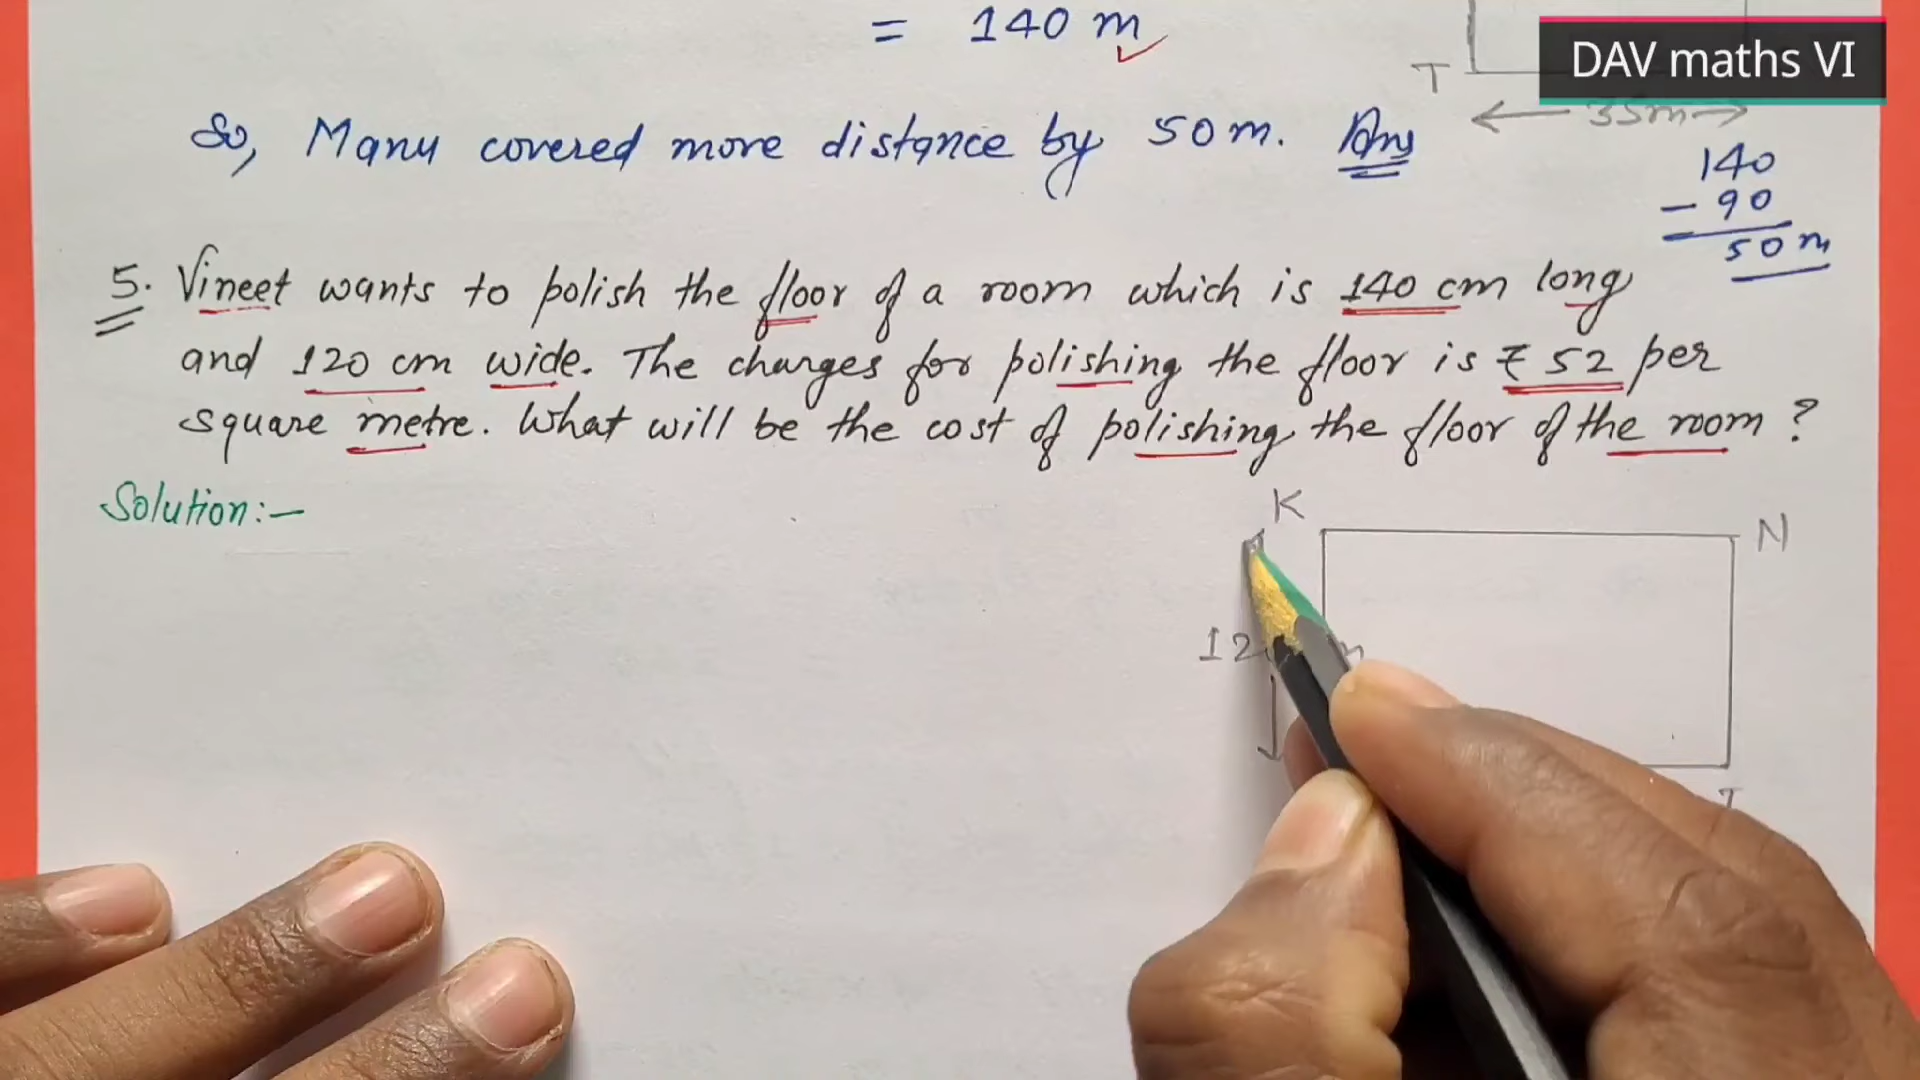 = 140 m
DAV maths VI
T
35m
So, Manu covered more distance by 50m. Ans
140
- 90
50 m
5. Vineet wants to polish the floor of a room which is 140 cm long
and 120 cm wide. The charges for polishing the floor is ₹ 52 per
square metre. What will be the cost of polishing the floor of the room ?
Solution:-
K
N
12